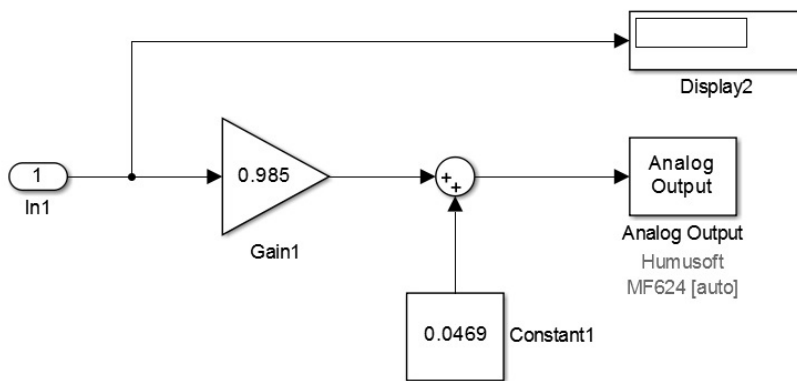 Display2
1
In1
0.985
Gain1
+
+
Analog
Output
Analog Output
Humusoft
MF624 [auto]
0.0469
Constant1